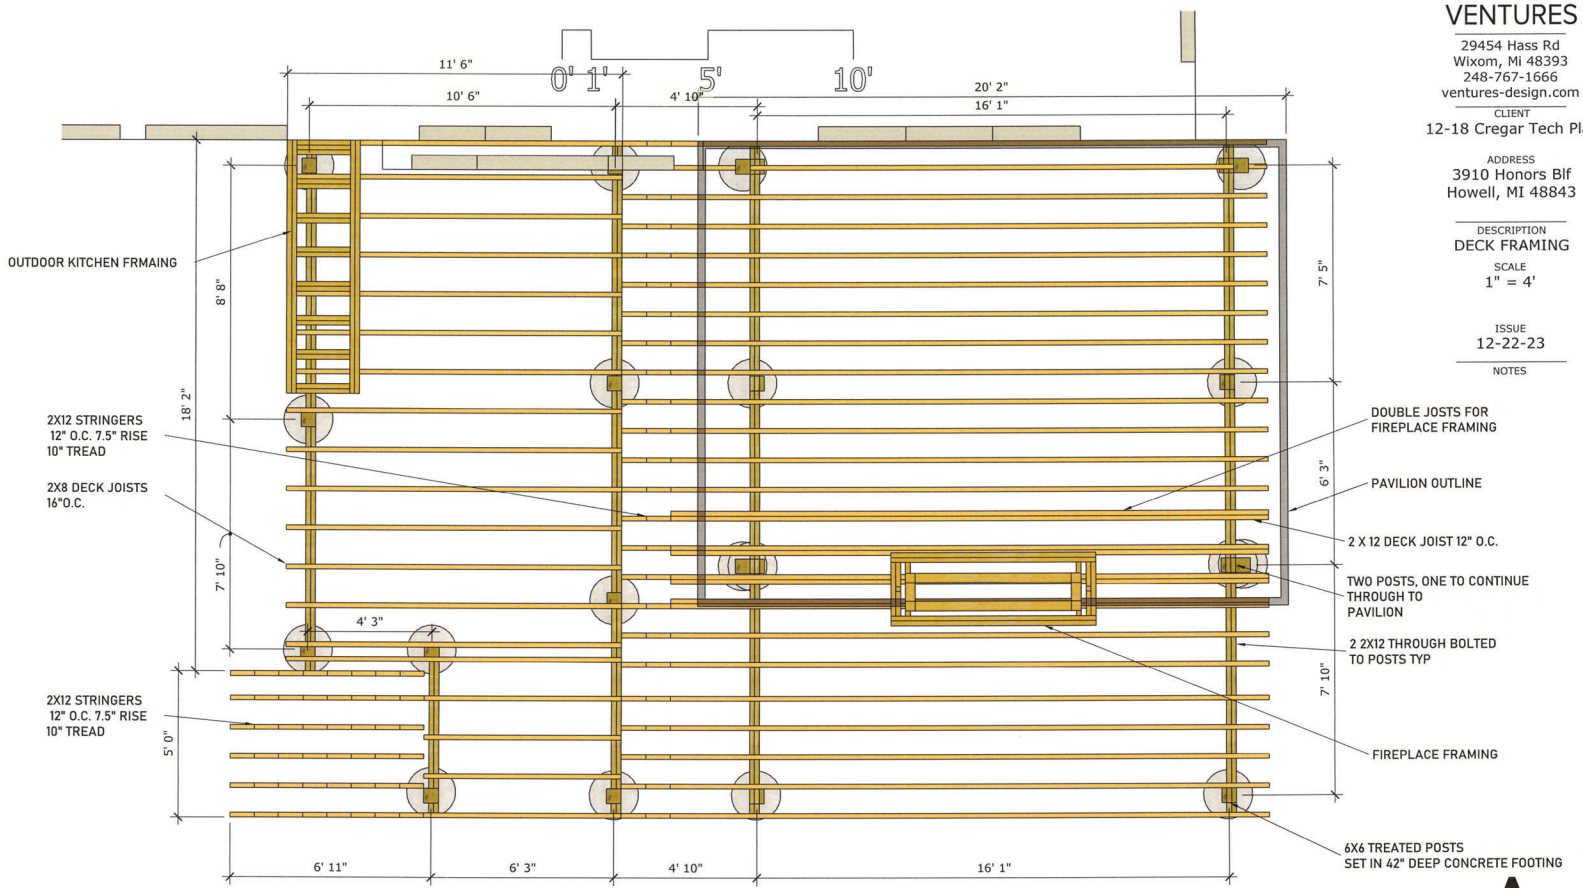 VENTURES
29454 Hass Rd
Wixom, Mi 48393
248-767-1666
ventures-design.com
CLIENT
12-18 Cregar Tech
ADDRESS
3910 Honors Blf
Howell, MI 48843
DESCRIPTION
DECK FRAMING
SCALE
1" = 4'
ISSUE
12-22-23
NOTES
0' 1' 5' 10'
11' 6"
10' 6"
4' 10"
20' 2"
16' 1"
OUTDOOR KITCHEN FRMAING
8' 8"
18' 2"
7' 5"
2X12 STRINGERS
12" O.C. 7.5" RISE
10" TREAD
2X8 DECK JOISTS
16"O.C.
7' 10"
4' 3"
2X12 STRINGERS
12" O.C. 7.5" RISE
10" TREAD
5' 0"
DOUBLE JOSTS FOR
FIREPLACE FRAMING
6' 3"
PAVILION OUTLINE
2 X 12 DECK JOIST 12" O.C.
TWO POSTS, ONE TO CONTINUE
THROUGH TO
PAVILION
2 2X12 THROUGH BOLTED
TO POSTS TYP
7' 10"
FIREPLACE FRAMING
6X6 TREATED POSTS
SET IN 42" DEEP CONCRETE FOOTING
6' 11"
6' 3"
4' 10"
16' 1"